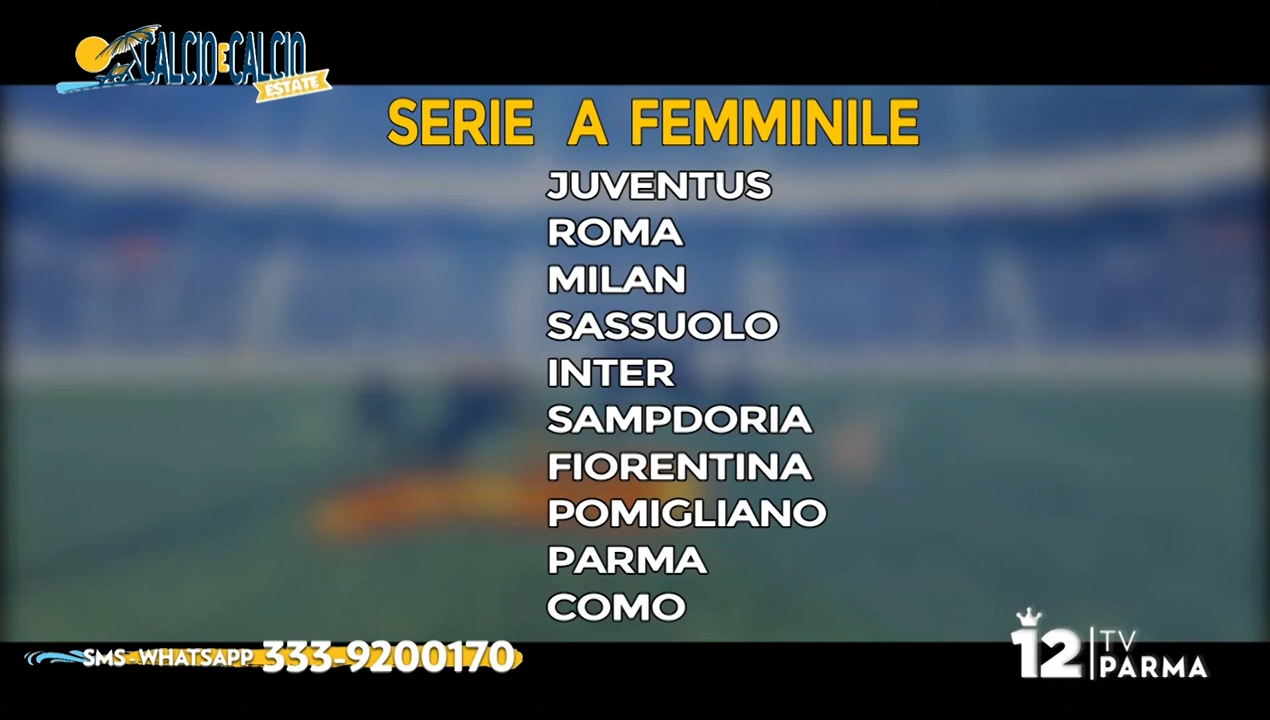 CALCIO E CALCIO
ESTATE
SERIE A FEMMINILE
JUVENTUS
ROMA
MILAN
SASSUOLO
INTER
SAMPDORIA
FIORENTINA
POMIGLIANO
PARMA
COMO
SMS-WHATSAPP 333-9200170
12 TV PARMA